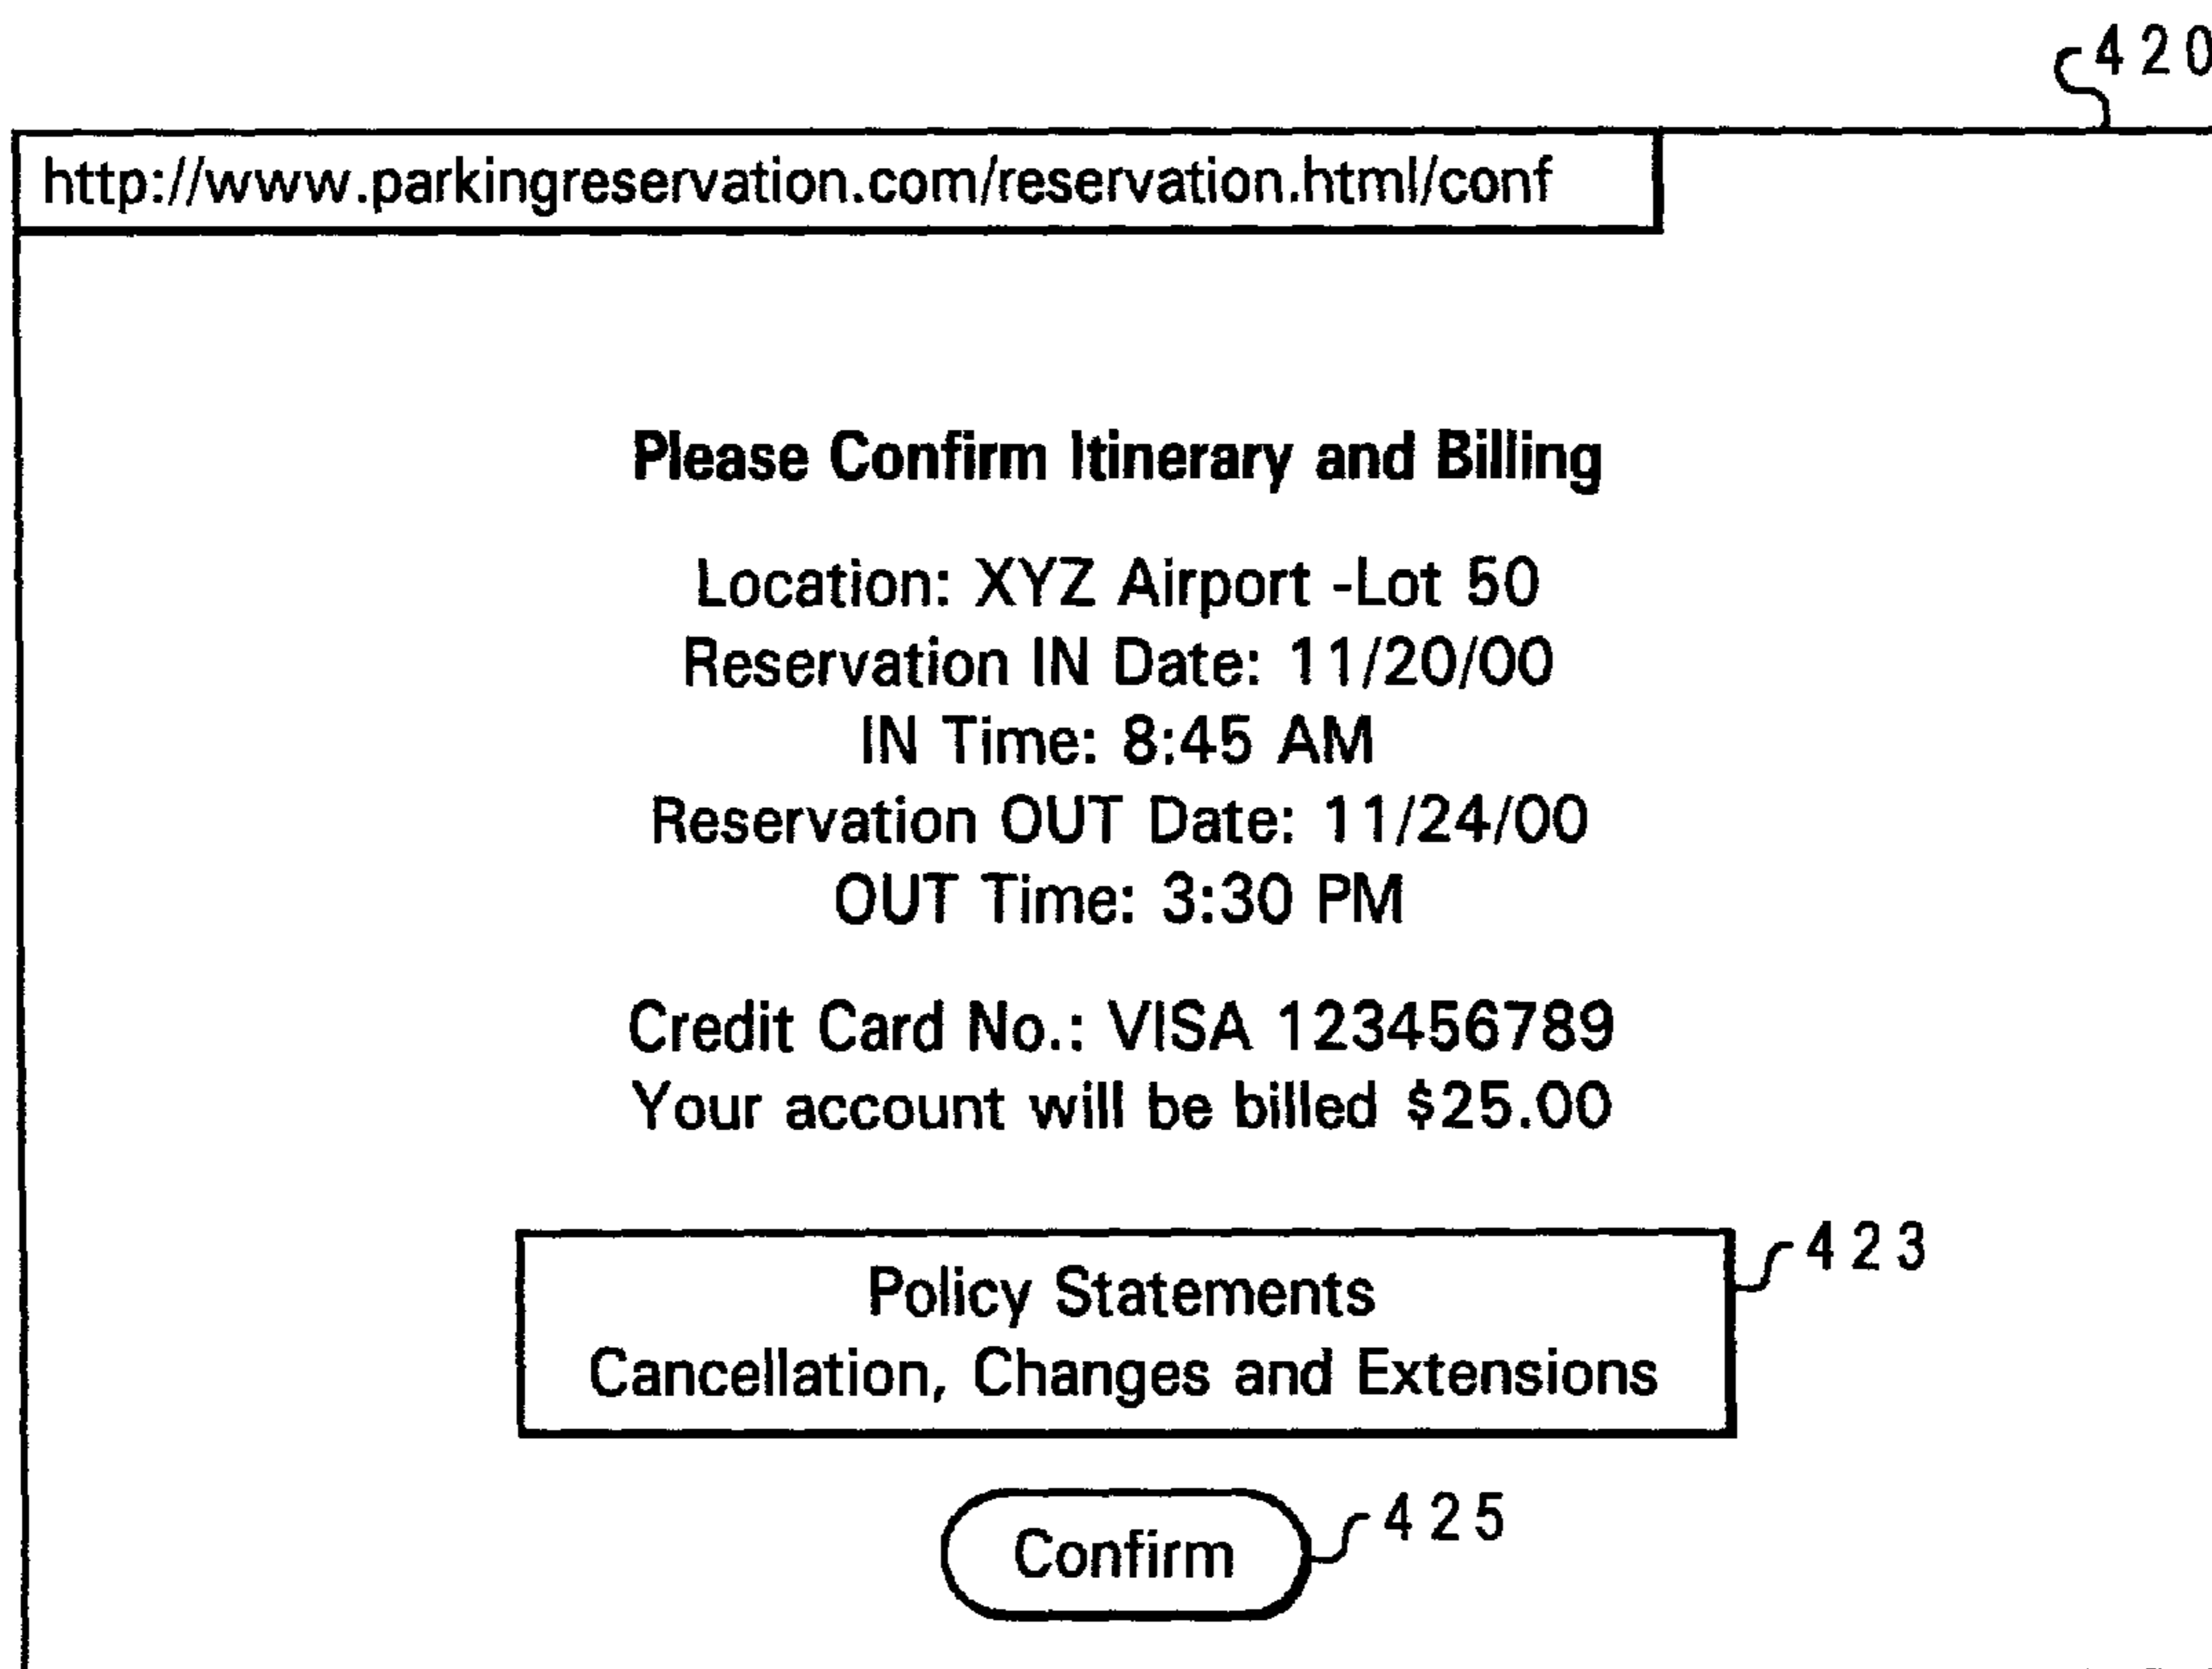 420
http://www.parkingreservation.com/reservation.html/conf
Please Confirm Itinerary and Billing
Location: XYZ Airport -Lot 50
Reservation IN Date: 11/20/00
IN Time: 8:45 AM
Reservation OUT Date: 11/24/00
OUT Time: 3:30 PM
Credit Card No.: VISA 123456789
Your account will be billed $25.00
423
Policy Statements
Cancellation, Changes and Extensions
Confirm
425